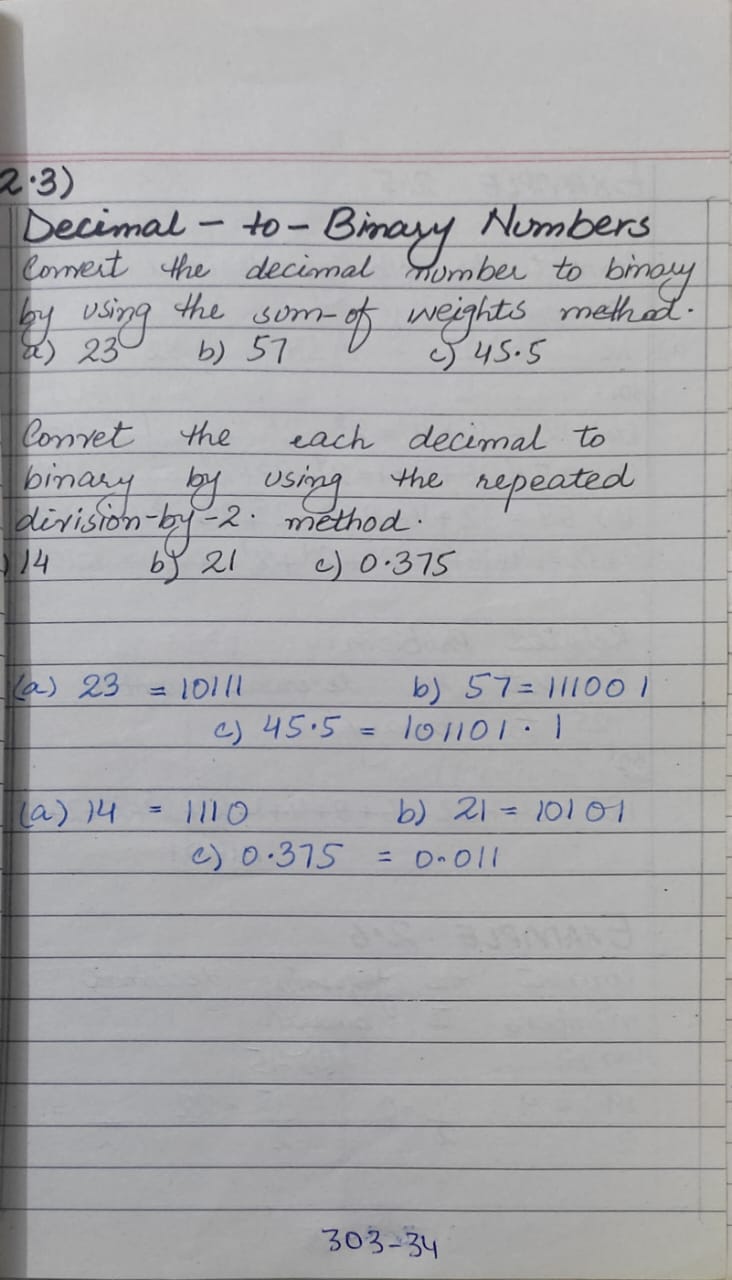 2.3)
Decimal - to - Binary Numbers
Convert the decimal number to binary
by using the sum-of weights method.
a) 23 b) 57 c) 45.5
Convet the each decimal to
binary by using the repeated
division-by-2. method.
) 14 b) 21 c) 0.375
(a) 23 = 10111 b) 57 = 111001
c) 45.5 = 101101.1
(a) 14 = 1110 b) 21 = 10101
c) 0.375 = 0.011
303-34